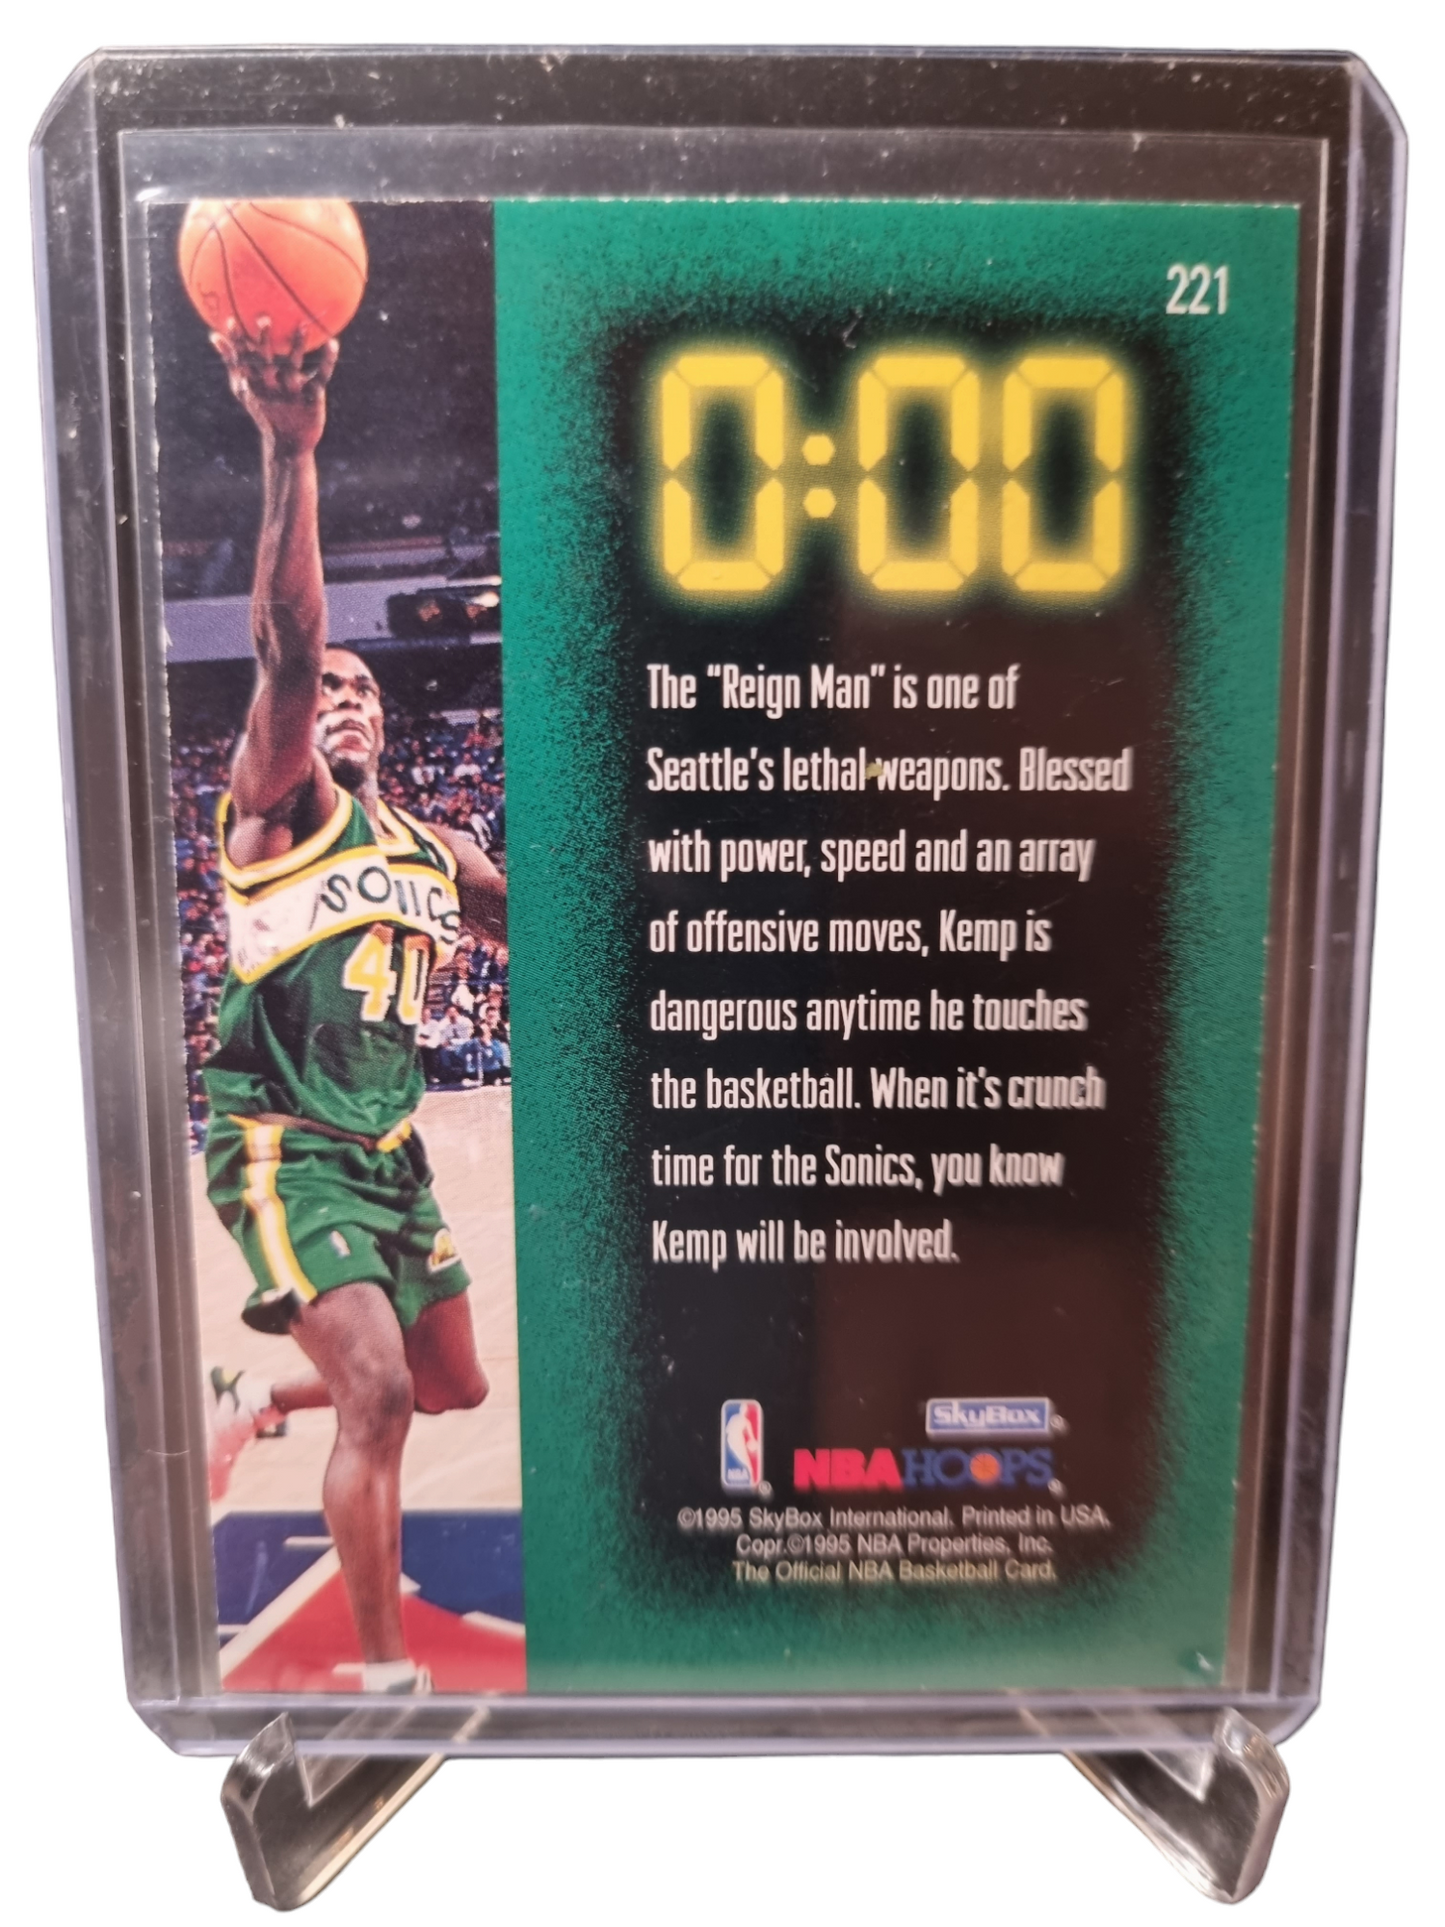 221
0:00
The "Reign Man" is one of
Seattle's lethal weapons. Blessed
with power, speed and an array
of offensive moves, Kemp is
dangerous anytime he touches
the basketball. When it's crunch
time for the Sonics, you know
Kemp will be involved.
SONICS
40
SkyBox®
NBA ® NBA HOOPS®
©1995 SkyBox International. Printed in USA.
Copr.©1995 NBA Properties, Inc.
The Official NBA Basketball Card.